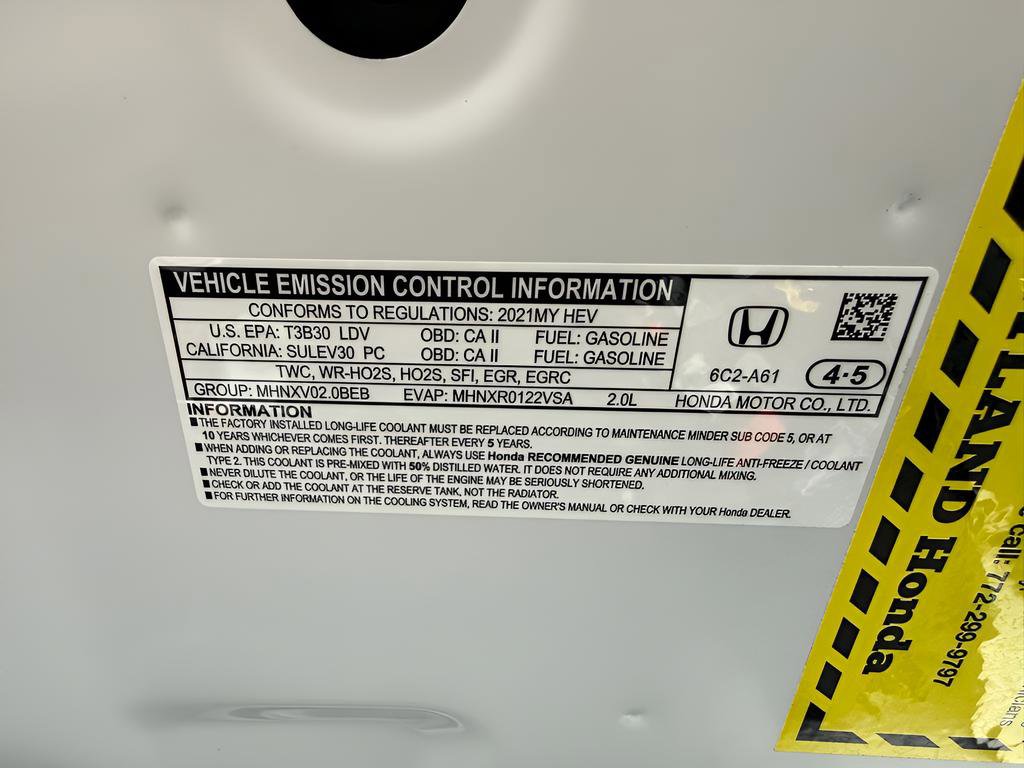 VEHICLE EMISSION CONTROL INFORMATION
CONFORMS TO REGULATIONS: 2021MY HEV
U.S. EPA: T3B30 LDV OBD: CA II FUEL: GASOLINE
CALIFORNIA: SULEV30 PC OBD: CA II FUEL: GASOLINE
TWC, WR-HO2S, HO2S, SFI, EGR, EGRC
6C2-A61 4·5
GROUP: MHNXV02.0BEB EVAP: MHNXR0122VSA 2.0L HONDA MOTOR CO., LTD.
INFORMATION
■THE FACTORY INSTALLED LONG-LIFE COOLANT MUST BE REPLACED ACCORDING TO MAINTENANCE MINDER SUB CODE 5, OR AT
10 YEARS WHICHEVER COMES FIRST. THEREAFTER EVERY 5 YEARS.
■WHEN ADDING OR REPLACING THE COOLANT, ALWAYS USE Honda RECOMMENDED GENUINE LONG-LIFE ANTI-FREEZE / COOLANT
TYPE 2. THIS COOLANT IS PRE-MIXED WITH 50% DISTILLED WATER. IT DOES NOT REQUIRE ANY ADDITIONAL MIXING.
■NEVER DILUTE THE COOLANT, OR THE LIFE OF THE ENGINE MAY BE SERIOUSLY SHORTENED.
■CHECK OR ADD THE COOLANT AT THE RESERVE TANK, NOT THE RADIATOR.
■FOR FURTHER INFORMATION ON THE COOLING SYSTEM, READ THE OWNER'S MANUAL OR CHECK WITH YOUR Honda DEALER.
TLAND Honda
call: 772-299-9797